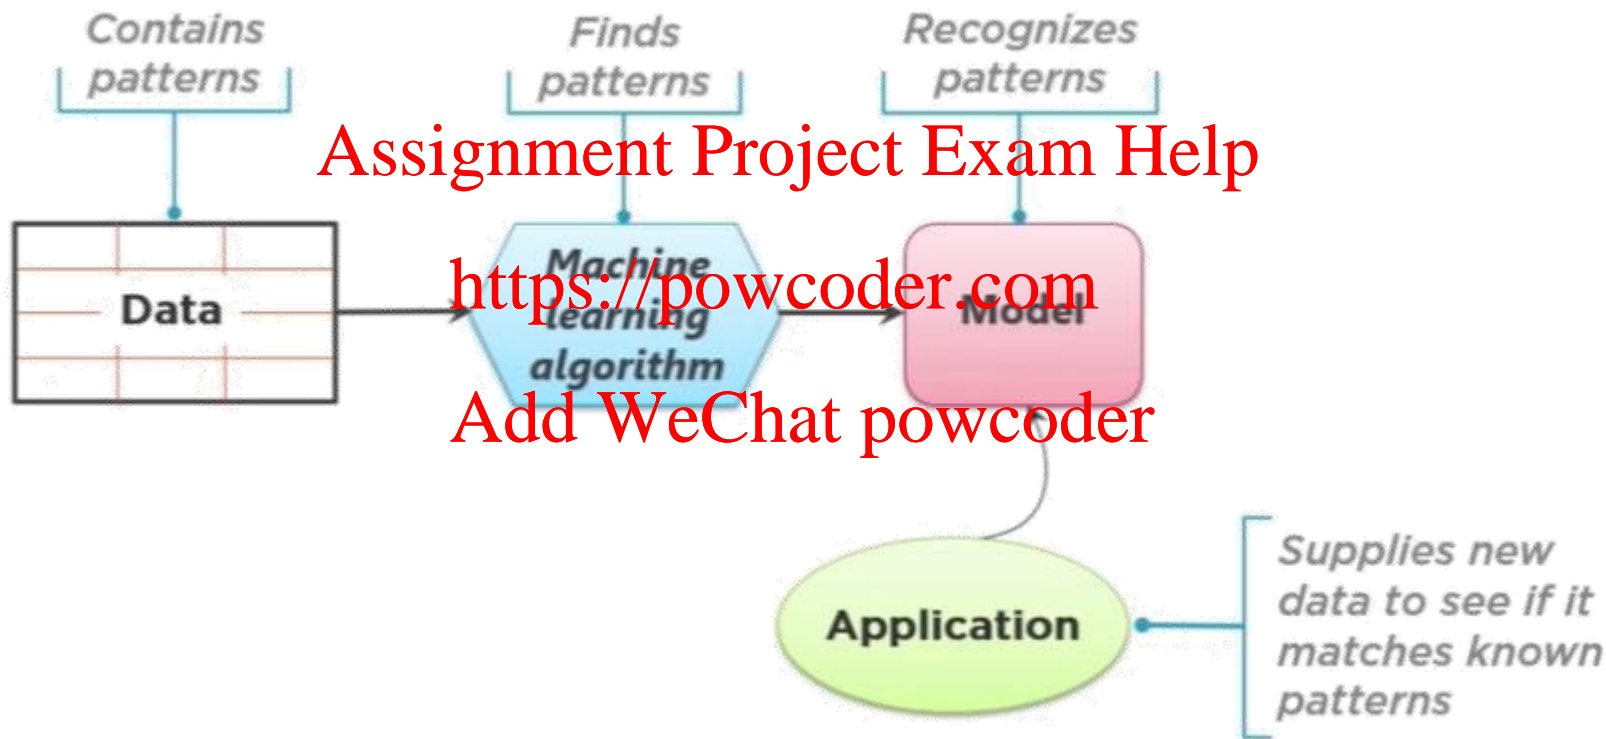 Contains
patterns
Finds
patterns
Recognizes
patterns
Assignment Project Exam Help
Data
Machine
learning
algorithm
https://powcoder.com
Model
Add WeChat powcoder
Application
Supplies new
data to see if it
matches known
patterns